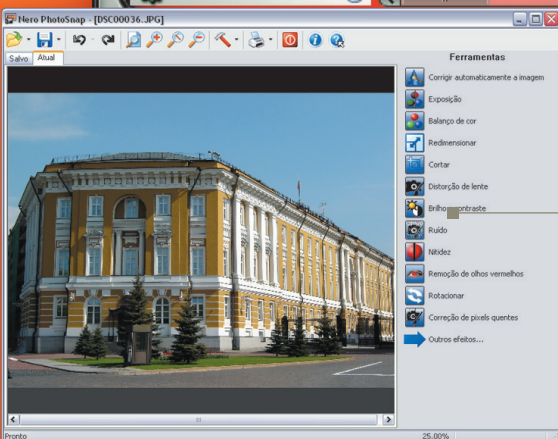 Nero PhotoSnap - [DSC00036.JPG]
Salvo Atual
Ferramentas
Corrigir automaticamente a imagem
Exposição
Balanço de cor
Redimensionar
Cortar
Distorção de lente
Brilho contraste
Ruído
Nitidez
Remoção de olhos vermelhos
Rotacionar
Correção de pixels quentes
Outros efeitos...
Pronto
25.00%